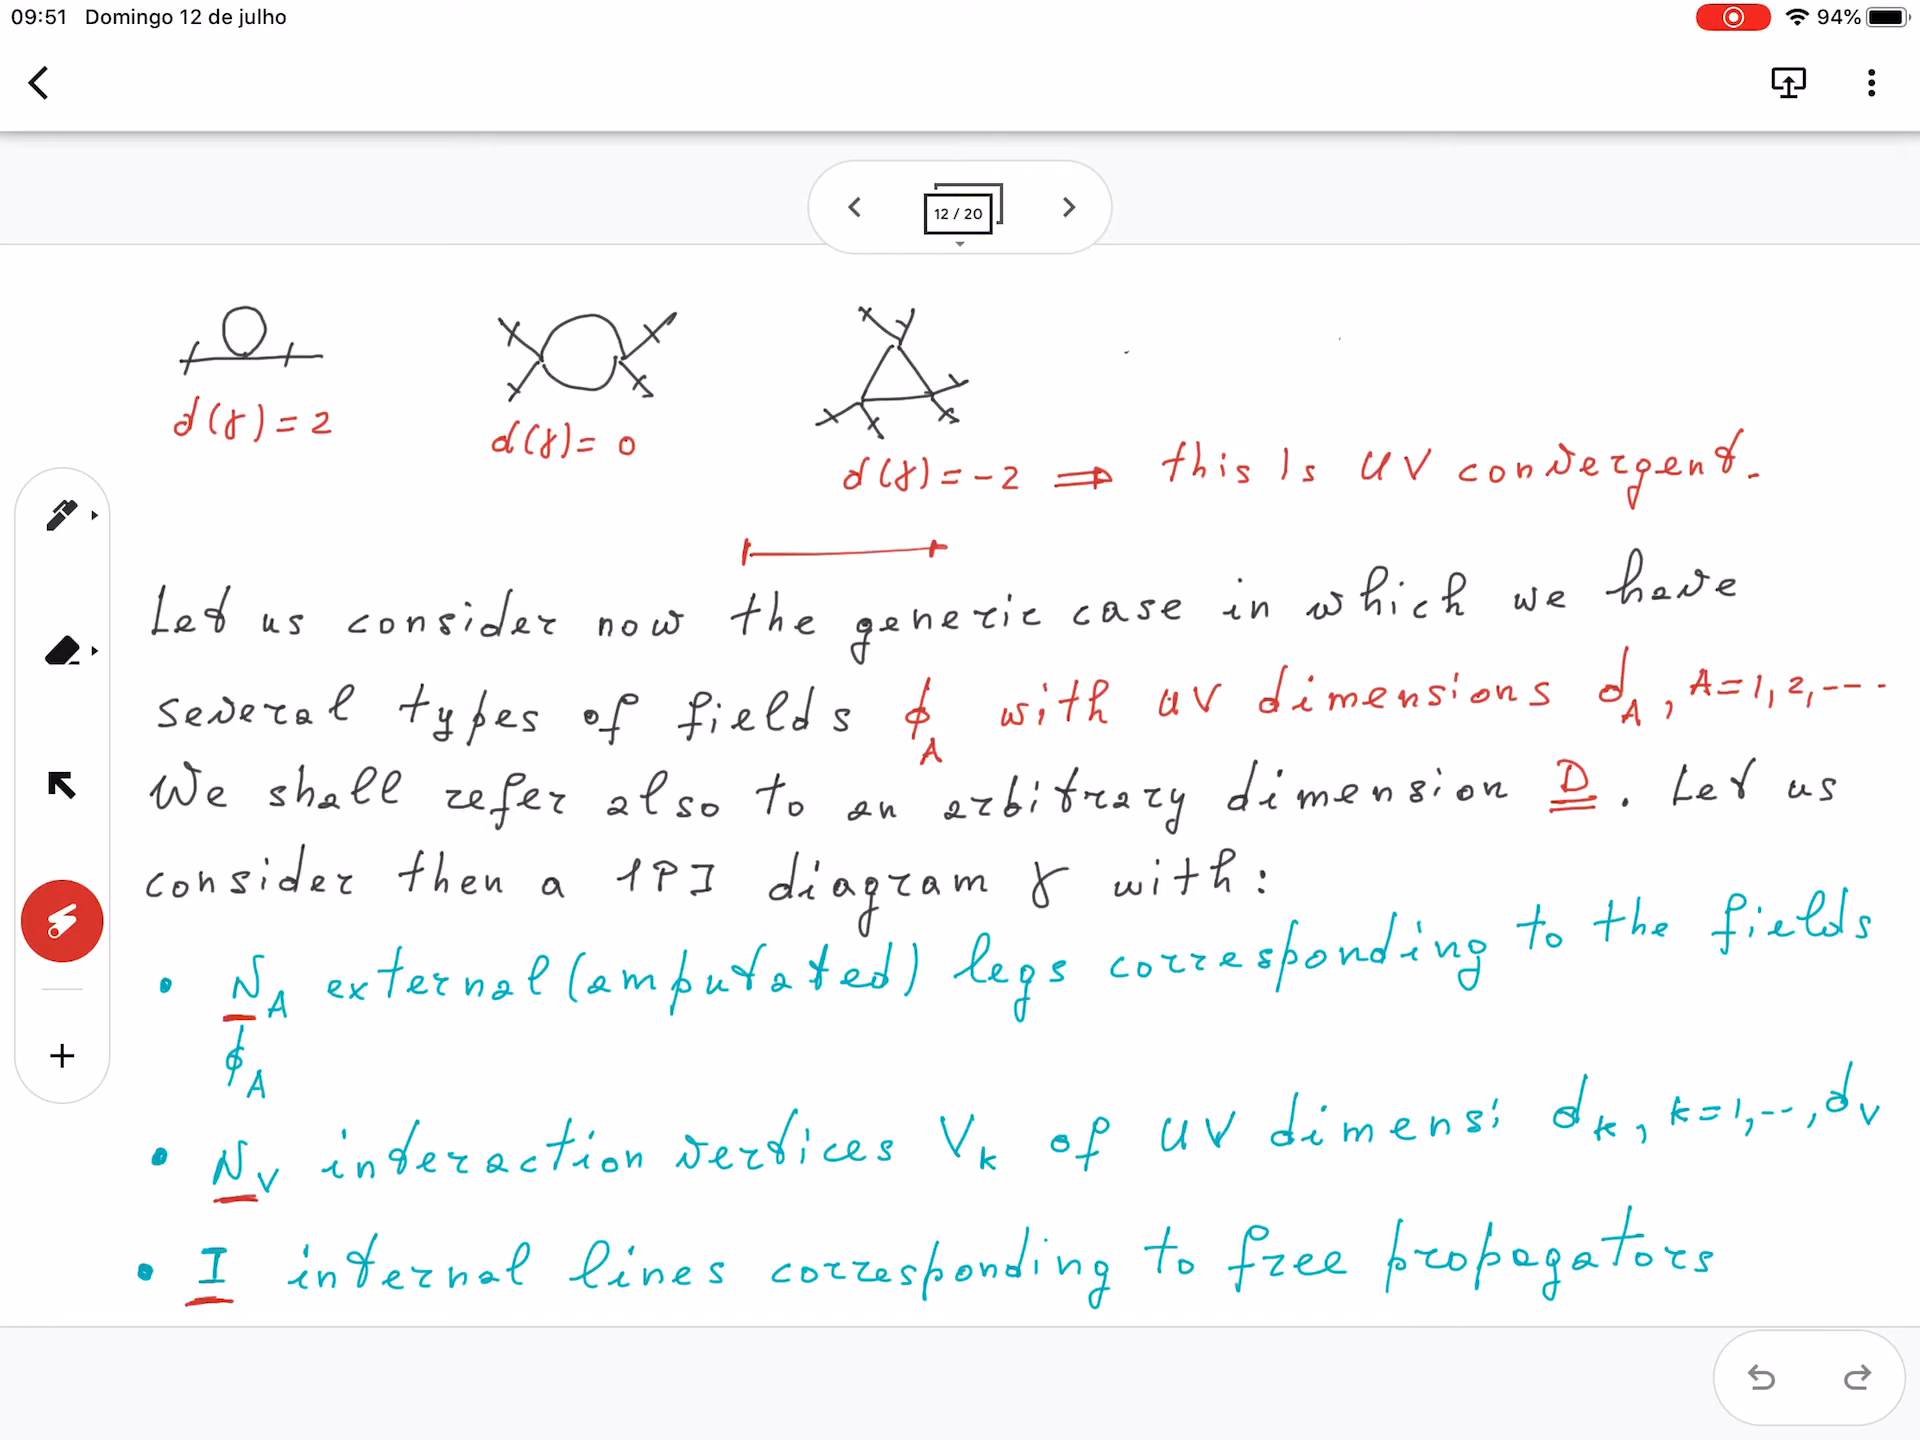 09:51 Domingo 12 de julho
94%
12 / 20
d(γ) = 2
d(γ) = 0
d(γ) = -2 ⇒ this is UV convergent.
Let us consider now the generic case in which we have
several types of fields ϕ_A with UV dimensions d_A, A=1, 2, ---
We shall refer also to an arbitrary dimension D. Let us
consider then a 1PI diagram γ with:
• N_A external (amputated) legs corresponding to the fields
ϕ_A
• N_V interaction vertices V_k of UV dimens: d_k, k=1,--, d_V
• I internal lines corresponding to free propagators